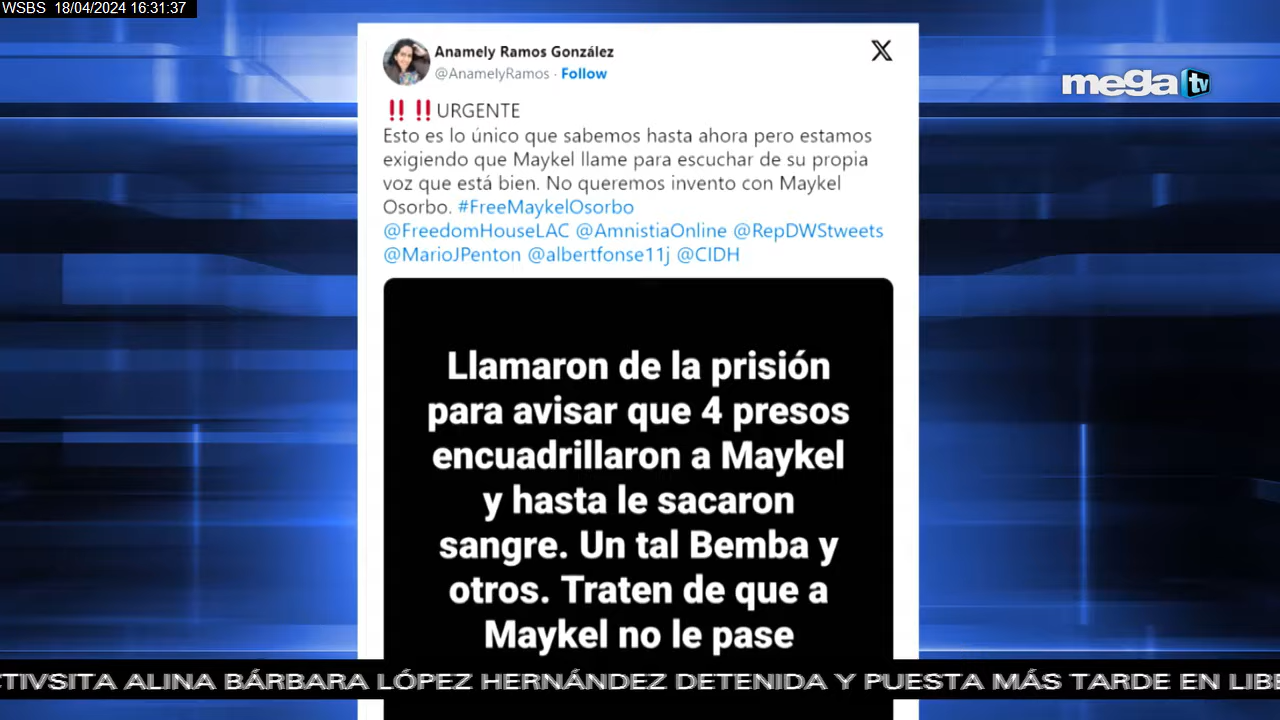 WSBS 18/04/2024 16:31:37
Anamely Ramos González
@AnamelyRamos · Follow
mega tv
‼️ ‼️URGENTE
Esto es lo único que sabemos hasta ahora pero estamos
exigiendo que Maykel llame para escuchar de su propia
voz que está bien. No queremos invento con Maykel
Osorbo. #FreeMaykelOsorbo
@FreedomHouseLAC @AmnistiaOnline @RepDWStweets
@MarioJPenton @albertfonse11j @CIDH
Llamaron de la prisión
para avisar que 4 presos
encuadrillaron a Maykel
y hasta le sacaron
sangre. Un tal Bemba y
otros. Traten de que a
Maykel no le pase
CTIVSITA ALINA BÁRBARA LÓPEZ HERNÁNDEZ DETENIDA Y PUESTA MÁS TARDE EN LIBE